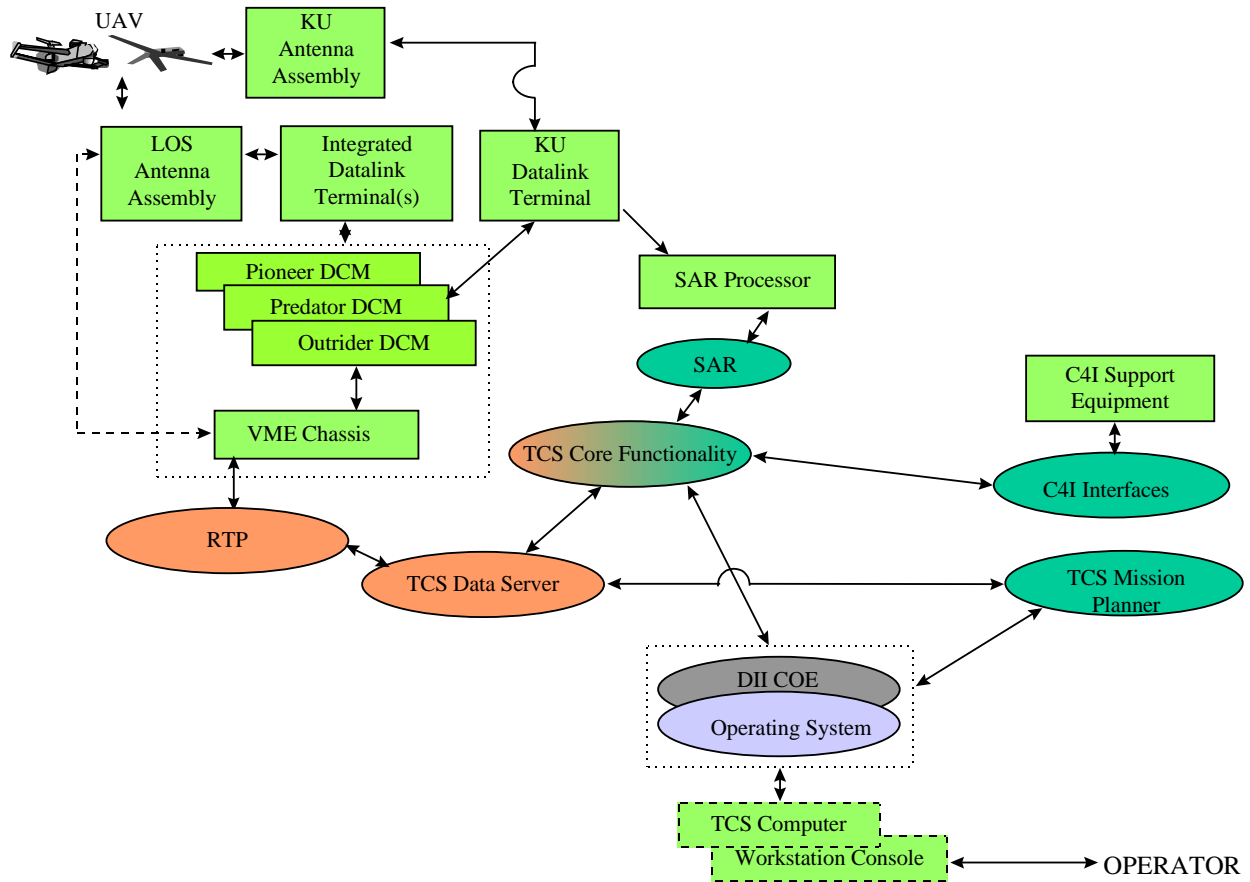 UAV
KU
Antenna
Assembly
LOS
Antenna
Assembly
Integrated
Datalink
Terminal(s)
KU
Datalink
Terminal
Pioneer DCM
Predator DCM
Outrider DCM
VME Chassis
SAR Processor
SAR
C4I Support
Equipment
TCS Core Functionality
C4I Interfaces
RTP
TCS Data Server
TCS Mission
Planner
DII COE
Operating System
TCS Computer
Workstation Console
OPERATOR